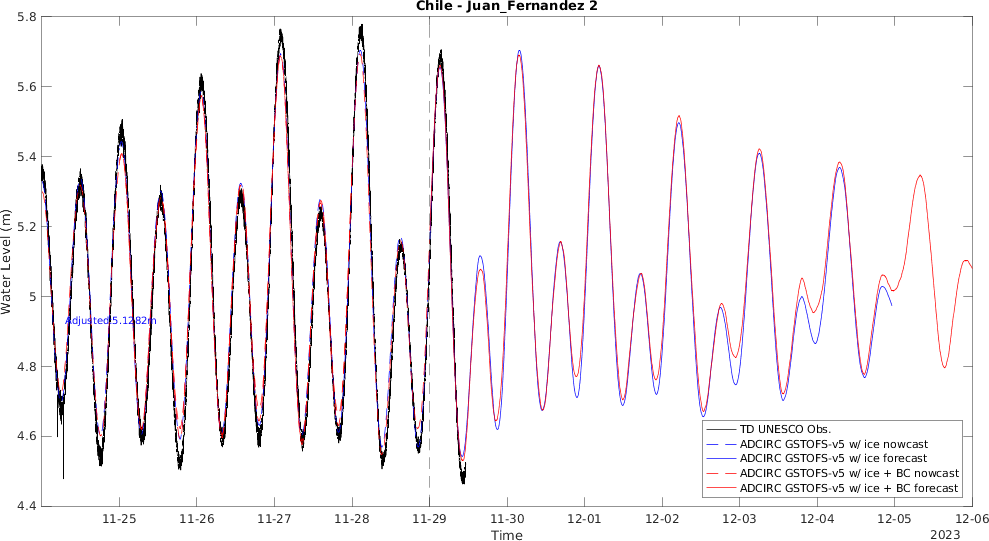 Chile - Juan_Fernandez 2
5.8
5.6
5.4
5.2
5
4.8
4.6
4.4
Water Level (m)
Adjusted:5.1282m
TD UNESCO Obs.
ADCIRC GSTOFS-v5 w/ ice nowcast
ADCIRC GSTOFS-v5 w/ ice forecast
ADCIRC GSTOFS-v5 w/ ice + BC nowcast
ADCIRC GSTOFS-v5 w/ ice + BC forecast
11-25 11-26 11-27 11-28 11-29 11-30 12-01 12-02 12-03 12-04 12-05 12-06
Time
2023